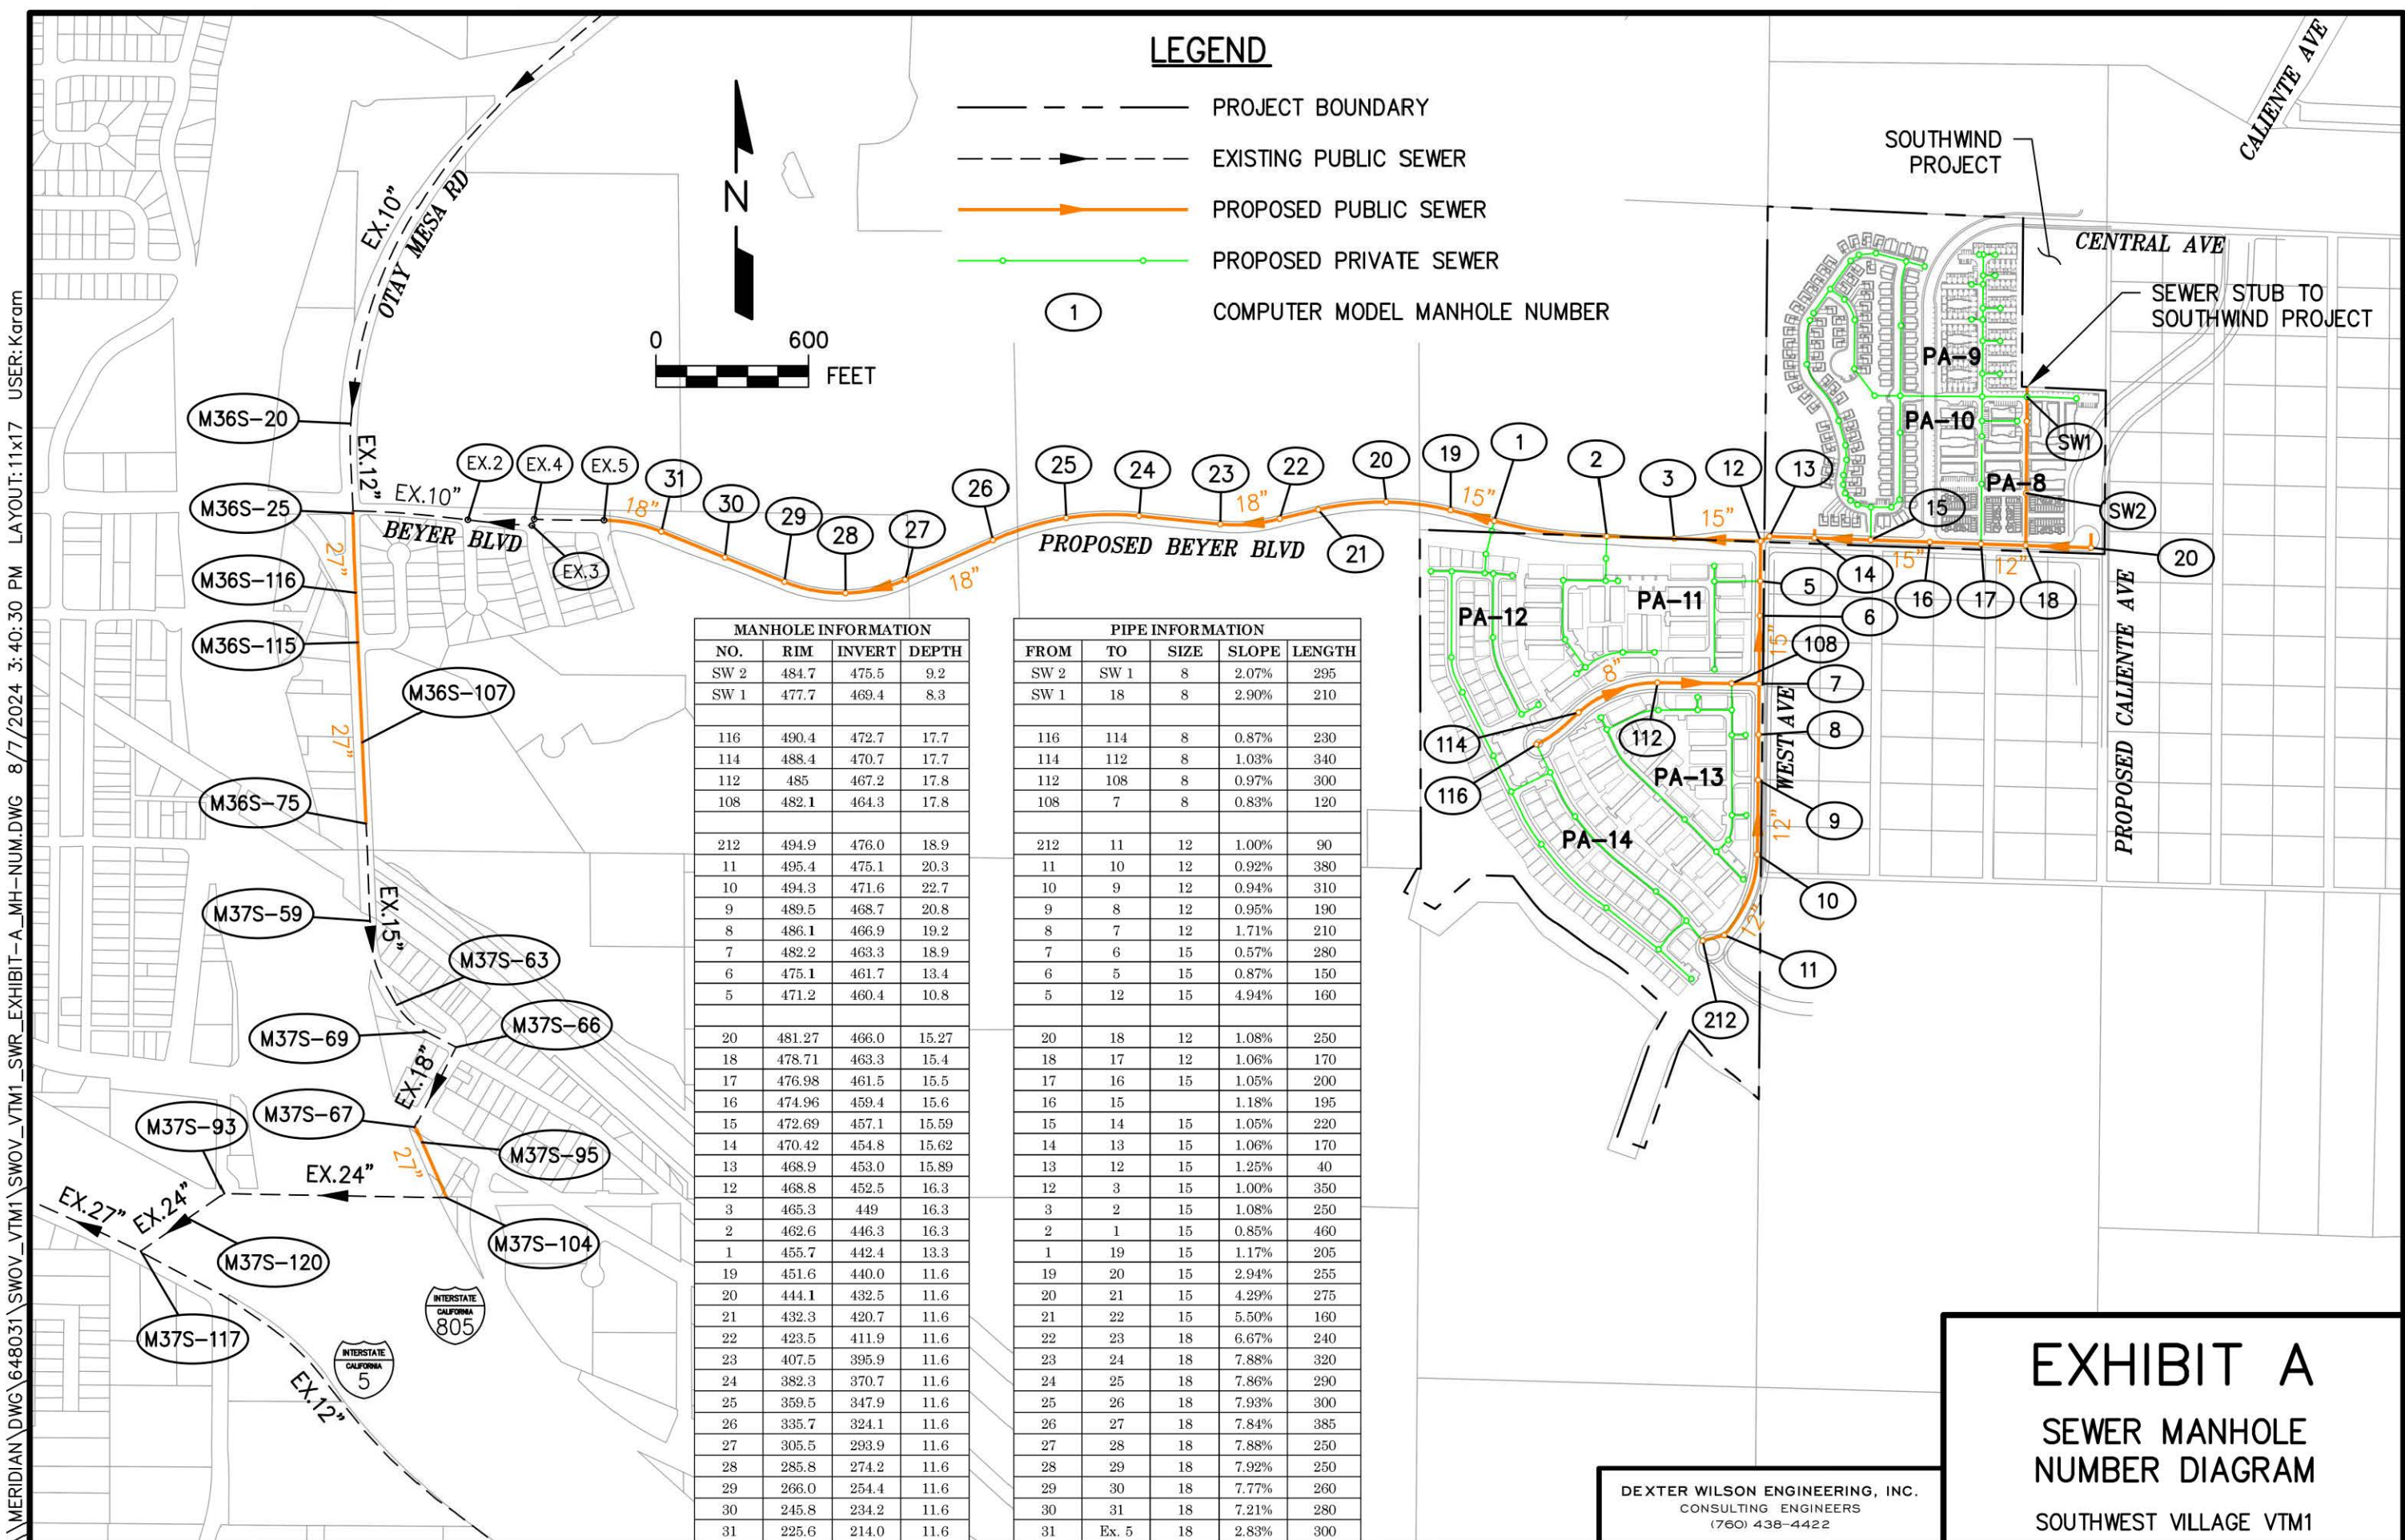 LEGEND
PROJECT BOUNDARY
EXISTING PUBLIC SEWER
PROPOSED PUBLIC SEWER
PROPOSED PRIVATE SEWER
1 COMPUTER MODEL MANHOLE NUMBER
N
0 600
FEET
SOUTHWIND
PROJECT
CALIENTE AVE
CENTRAL AVE
SEWER STUB TO
SOUTHWIND PROJECT
EX.10”
OTAY MESA RD
M36S-20
EX.12”
M36S-25
EX.10”
EX.2
EX.4
EX.5
EX.3
BEYER BLVD
18”
31
30
29
28
27
18”
26
25
24
23
18”
22
21
20
19
15”
1
2
3
15”
12
13
PROPOSED BEYER BLVD
PA-9
PA-10
PA-8
SW1
SW2
14
15
15”
16
17
12”
18
20
PROPOSED CALIENTE AVE
PA-12
PA-11
5
6
15”
108
7
WEST AVE
8
8”
112
114
116
PA-13
9
12”
PA-14
10
12”
11
212
27”
M36S-116
M36S-115
M36S-107
27”
M36S-75
M37S-59
EX.15”
M37S-63
M37S-69
M37S-66
EX.18”
M37S-67
M37S-93
M37S-95
27”
EX.24”
EX.27”
EX.24”
M37S-104
M37S-120
M37S-117
INTERSTATE
CALIFORNIA
805
INTERSTATE
CALIFORNIA
5
EX.12”
MANHOLE INFORMATION
NO. RIM INVERT DEPTH
SW 2 484.7 475.5 9.2
SW 1 477.7 469.4 8.3
116 490.4 472.7 17.7
114 488.4 470.7 17.7
112 485 467.2 17.8
108 482.1 464.3 17.8
212 494.9 476.0 18.9
11 495.4 475.1 20.3
10 494.3 471.6 22.7
9 489.5 468.7 20.8
8 486.1 466.9 19.2
7 482.2 463.3 18.9
6 475.1 461.7 13.4
5 471.2 460.4 10.8
20 481.27 466.0 15.27
18 478.71 463.3 15.4
17 476.98 461.5 15.5
16 474.96 459.4 15.6
15 472.69 457.1 15.59
14 470.42 454.8 15.62
13 468.9 453.0 15.89
12 468.8 452.5 16.3
3 465.3 449 16.3
2 462.6 446.3 16.3
1 455.7 442.4 13.3
19 451.6 440.0 11.6
20 444.1 432.5 11.6
21 432.3 420.7 11.6
22 423.5 411.9 11.6
23 407.5 395.9 11.6
24 382.3 370.7 11.6
25 359.5 347.9 11.6
26 335.7 324.1 11.6
27 305.5 293.9 11.6
28 285.8 274.2 11.6
29 266.0 254.4 11.6
30 245.8 234.2 11.6
31 225.6 214.0 11.6
PIPE INFORMATION
FROM TO SIZE SLOPE LENGTH
SW 2 SW 1 8 2.07% 295
SW 1 18 8 2.90% 210
116 114 8 0.87% 230
114 112 8 1.03% 340
112 108 8 0.97% 300
108 7 8 0.83% 120
212 11 12 1.00% 90
11 10 12 0.92% 380
10 9 12 0.94% 310
9 8 12 0.95% 190
8 7 12 1.71% 210
7 6 15 0.57% 280
6 5 15 0.87% 150
5 12 15 4.94% 160
20 18 12 1.08% 250
18 17 12 1.06% 170
17 16 15 1.05% 200
16 15 1.18% 195
15 14 15 1.05% 220
14 13 15 1.06% 170
13 12 15 1.25% 40
12 3 15 1.00% 350
3 2 15 1.08% 250
2 1 15 0.85% 460
1 19 15 1.17% 205
19 20 15 2.94% 255
20 21 15 4.29% 275
21 22 15 5.50% 160
22 23 18 6.67% 240
23 24 18 7.88% 320
24 25 18 7.86% 290
25 26 18 7.93% 300
26 27 18 7.84% 385
27 28 18 7.88% 250
28 29 18 7.92% 250
29 30 18 7.77% 260
30 31 18 7.21% 280
31 Ex. 5 18 2.83% 300
DEXTER WILSON ENGINEERING, INC.
CONSULTING ENGINEERS
(760) 438-4422
EXHIBIT A
SEWER MANHOLE
NUMBER DIAGRAM
SOUTHWEST VILLAGE VTM1
\MERIDIAN\DWG\648031\SWOV_VTM1\SWOV_VTM1_SWR_EXHIBIT-A_MH-NUM.DWG 8/7/2024 3:40:30 PM LAYOUT:11x17 USER:Karam